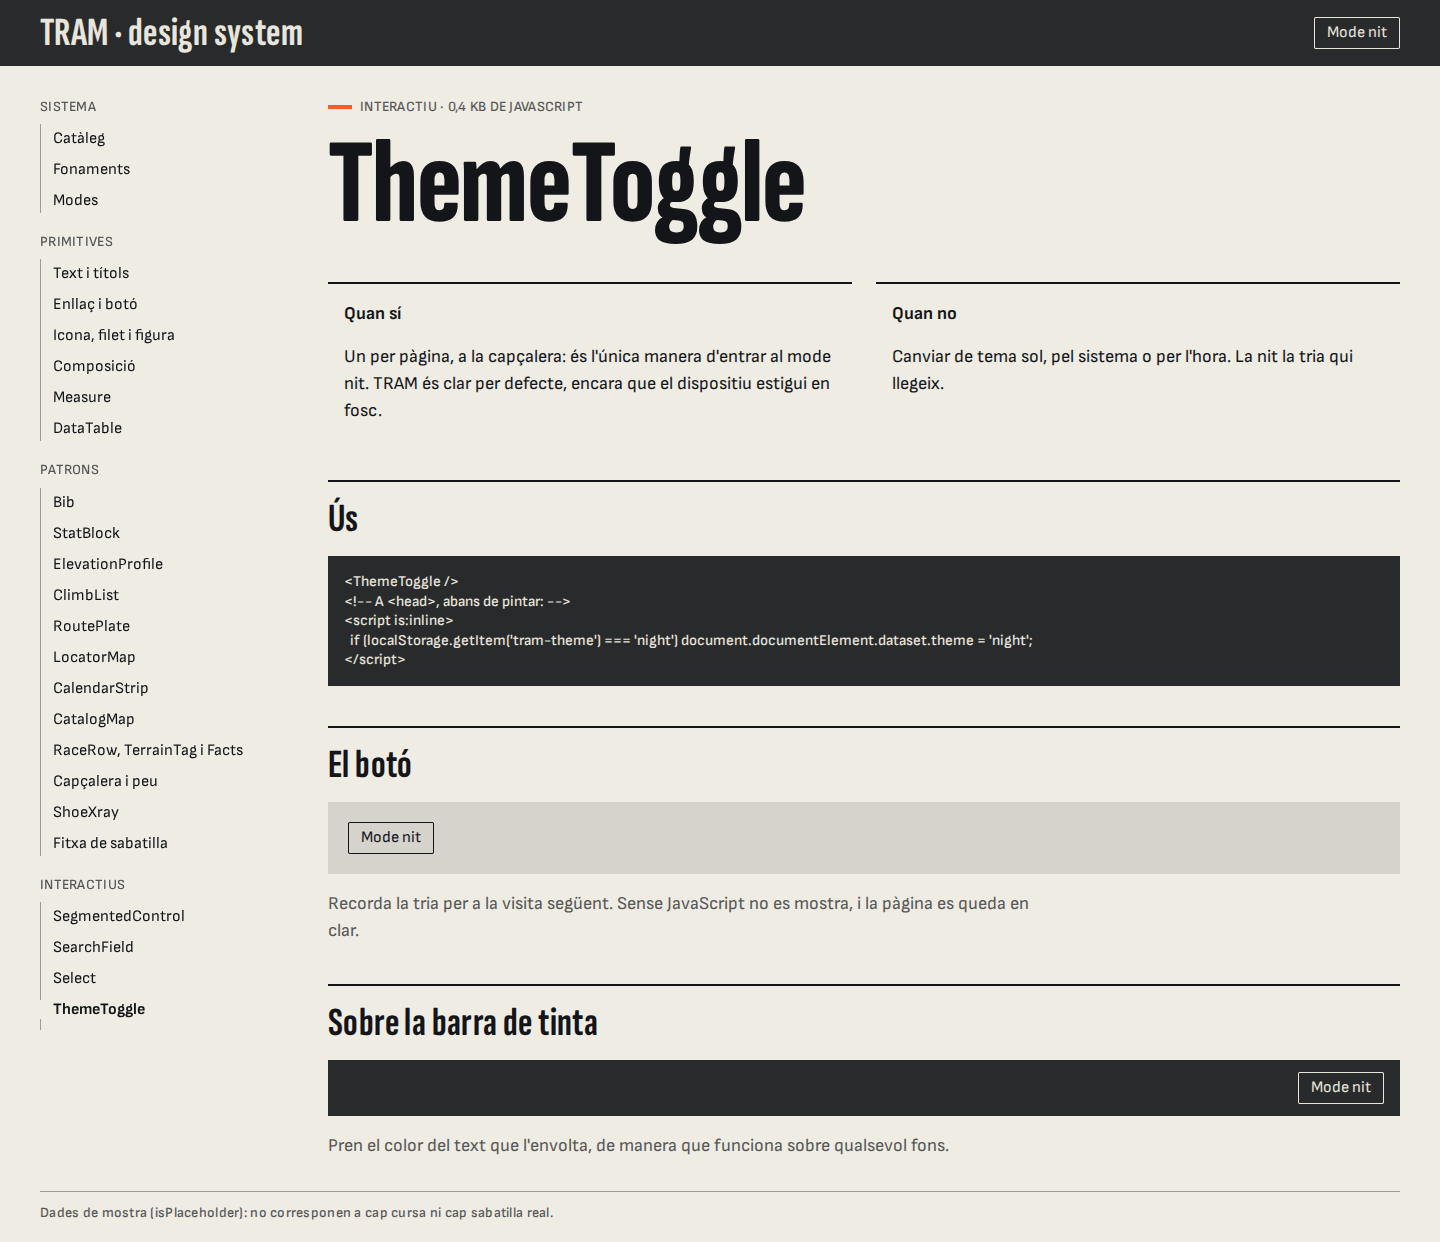 TRAM · design system
Mode nit
SISTEMA
Catàleg
Fonaments
Modes
PRIMITIVES
Text i títols
Enllaç i botó
Icona, filet i figura
Composició
Measure
DataTable
PATRONS
Bib
StatBlock
ElevationProfile
ClimbList
RoutePlate
LocatorMap
CalendarStrip
CatalogMap
RaceRow, TerrainTag i Facts
Capçalera i peu
ShoeXray
Fitxa de sabatilla
INTERACTIUS
SegmentedControl
SearchField
Select
ThemeToggle
INTERACTIU · 0,4 KB DE JAVASCRIPT
ThemeToggle
Quan sí
Un per pàgina, a la capçalera: és l'única manera d'entrar al mode
nit. TRAM és clar per defecte, encara que el dispositiu estigui en
fosc.
Quan no
Canviar de tema sol, pel sistema o per l'hora. La nit la tria qui
llegeix.
Ús
<ThemeToggle />
<!-- A <head>, abans de pintar: -->
<script is:inline>
if (localStorage.getItem('tram-theme') === 'night') document.documentElement.dataset.theme = 'night';
</script>
El botó
Mode nit
Recorda la tria per a la visita següent. Sense JavaScript no es mostra, i la pàgina es queda en
clar.
Sobre la barra de tinta
Mode nit
Pren el color del text que l'envolta, de manera que funciona sobre qualsevol fons.
Dades de mostra (isPlaceholder): no corresponen a cap cursa ni cap sabatilla real.